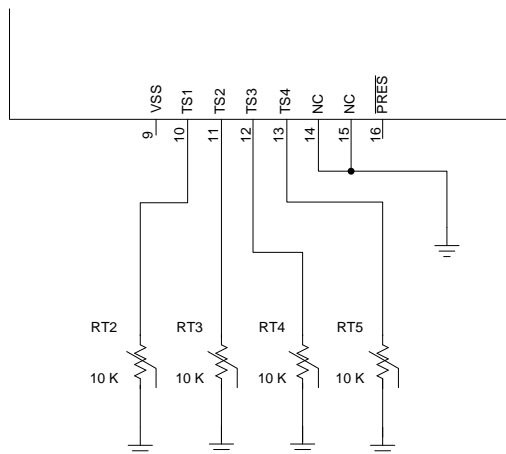 VSS
TS1
TS2
TS3
TS4
NC
NC
PRES
9
10
11
12
13
14
15
16
RT2
RT3
RT4
RT5
10 K
10 K
10 K
10 K